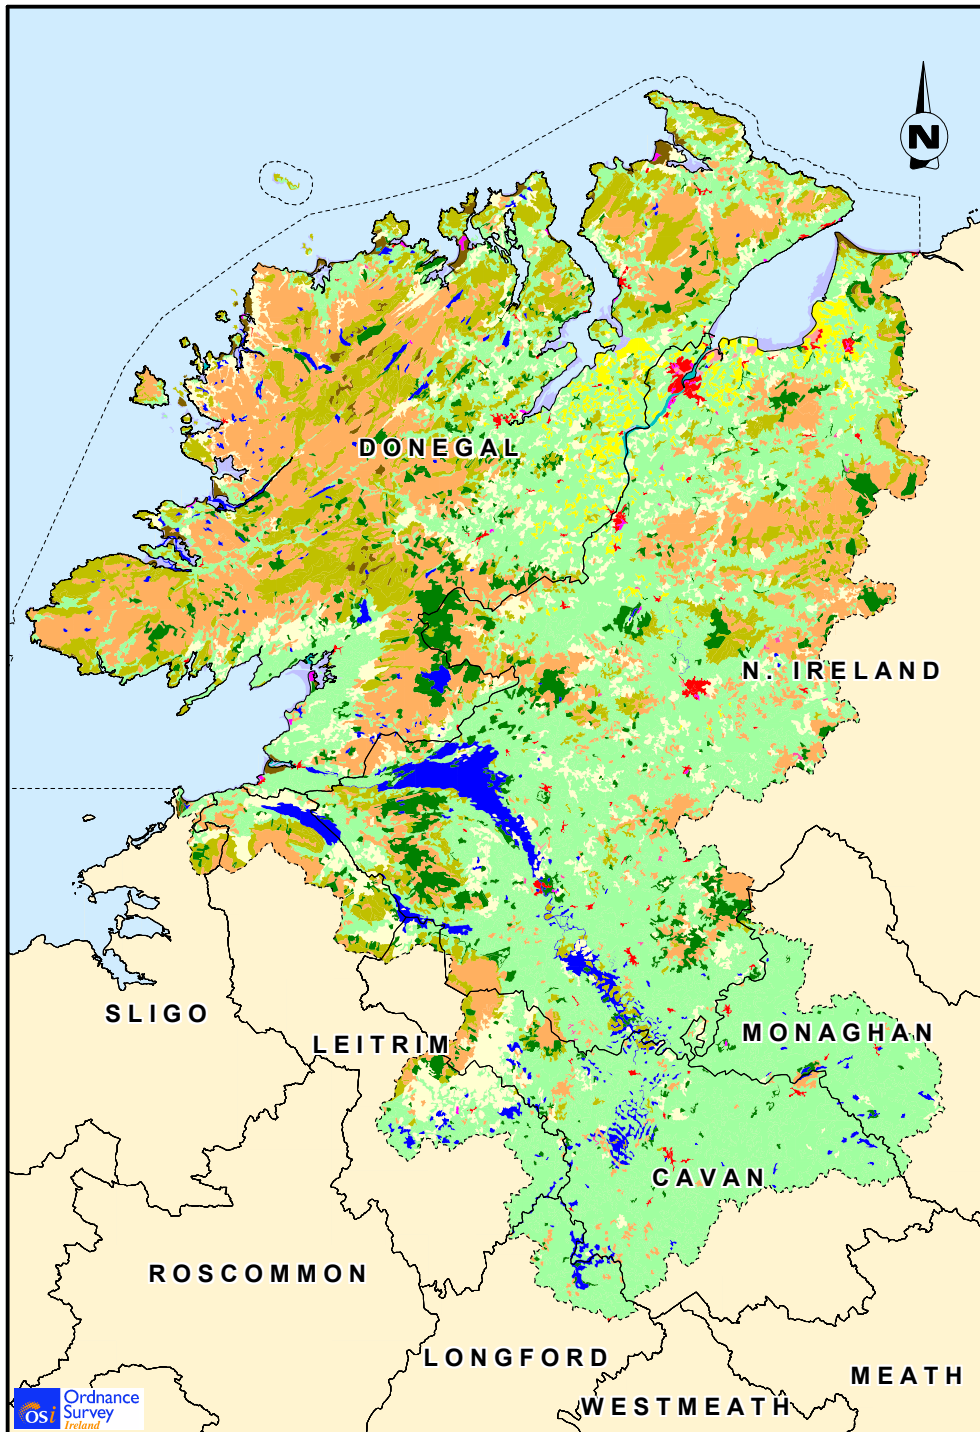 N
DONEGAL
N. IRELAND
SLIGO
LEITRIM
MONAGHAN
CAVAN
ROSCOMMON
LONGFORD
MEATH
WESTMEATH
osi
Ordnance
Survey
Ireland